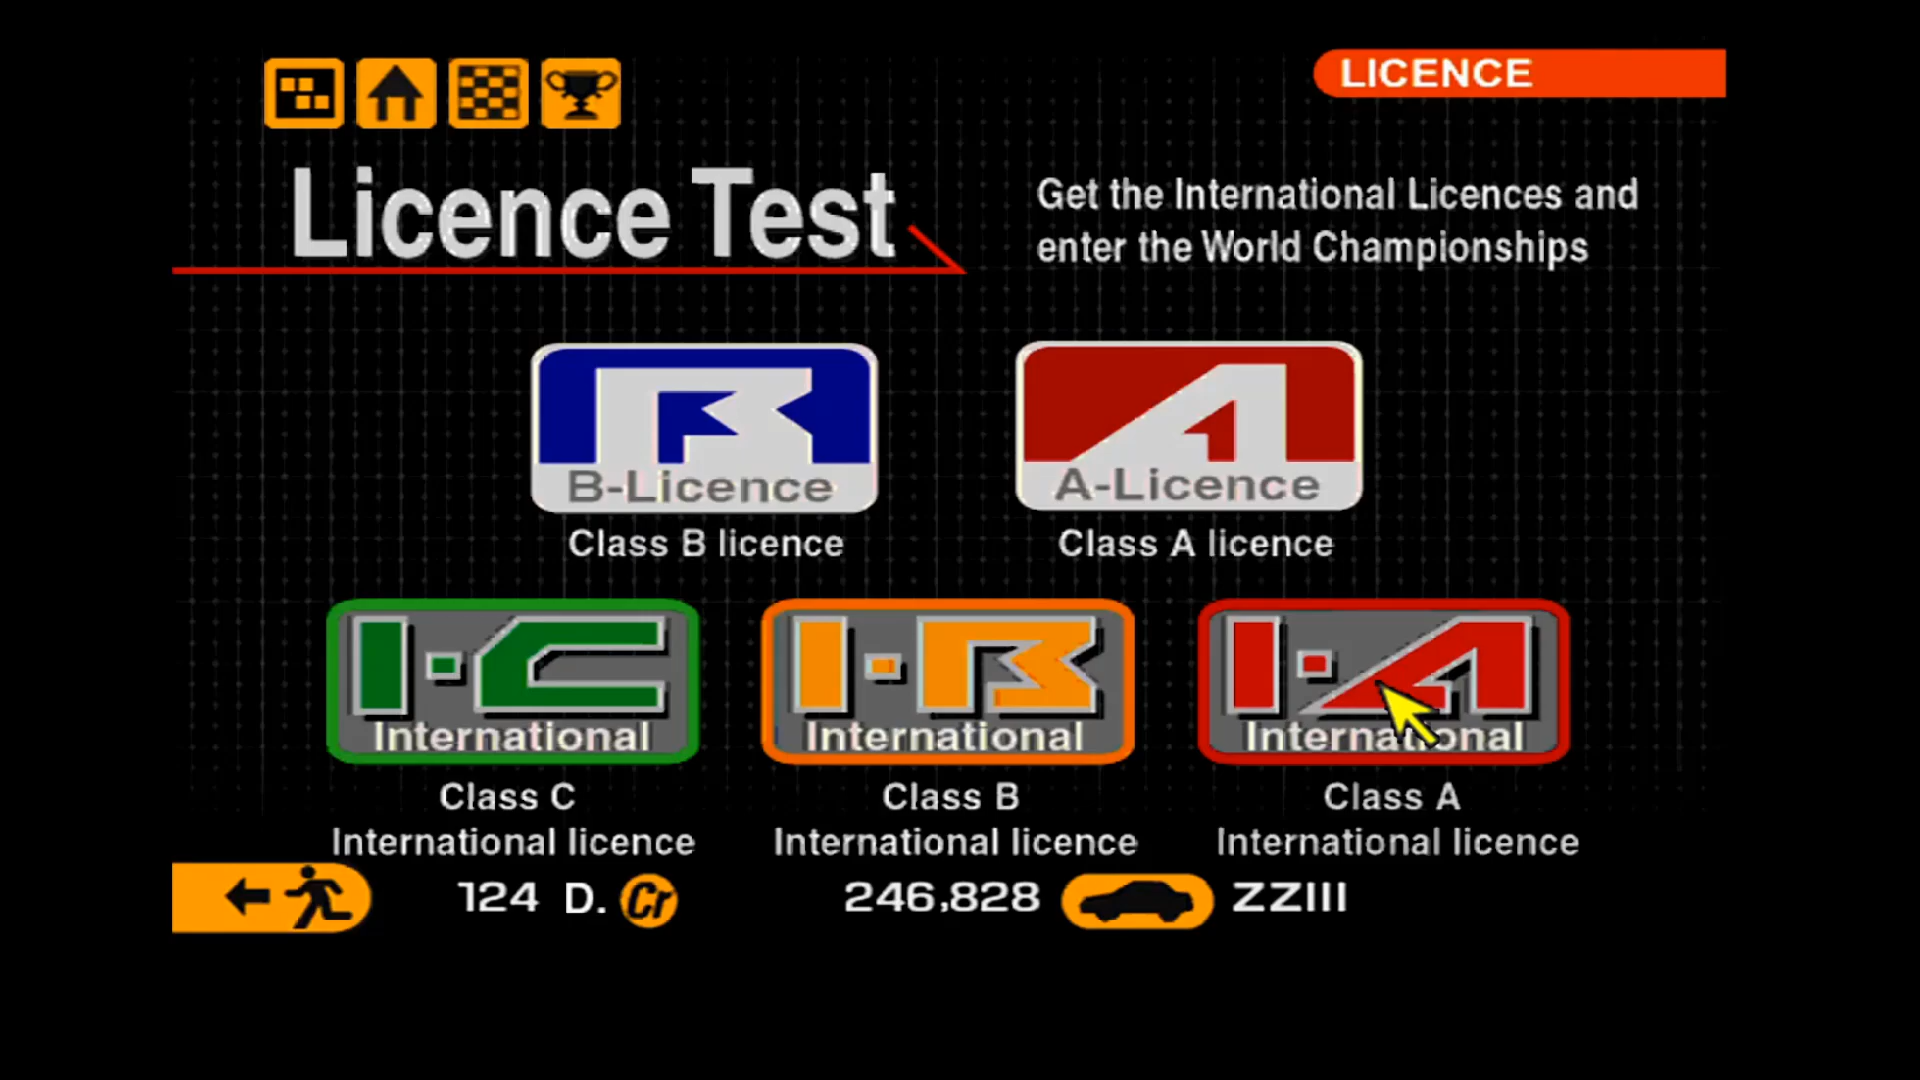 LICENCE
Licence Test
Get the International Licences and
enter the World Championships
B-Licence
A-Licence
Class B licence
Class A licence
I·C
I·B
I·A
International
International
International
Class C
International licence
Class B
International licence
Class A
International licence
124 D. Cr 246,828 ZZIII